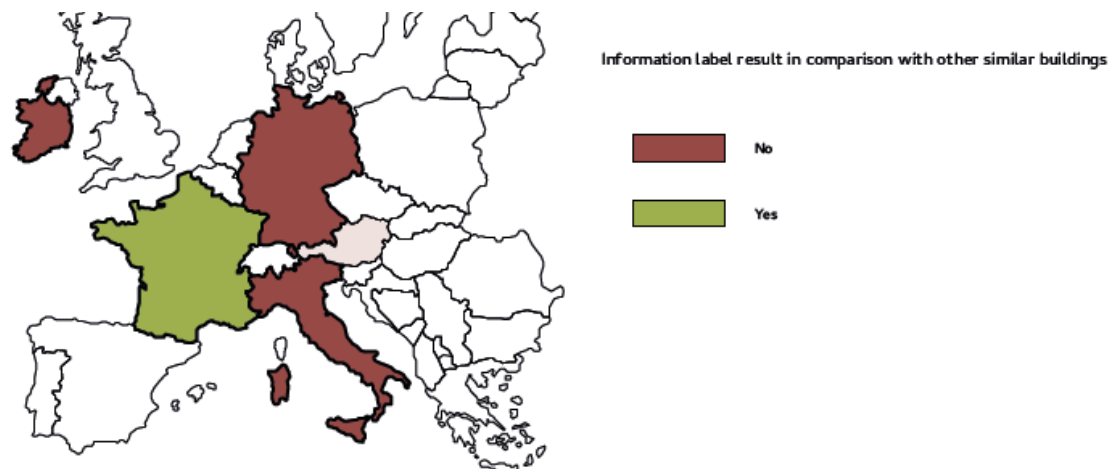 Information label result in comparison with other similar buildings
No
Yes